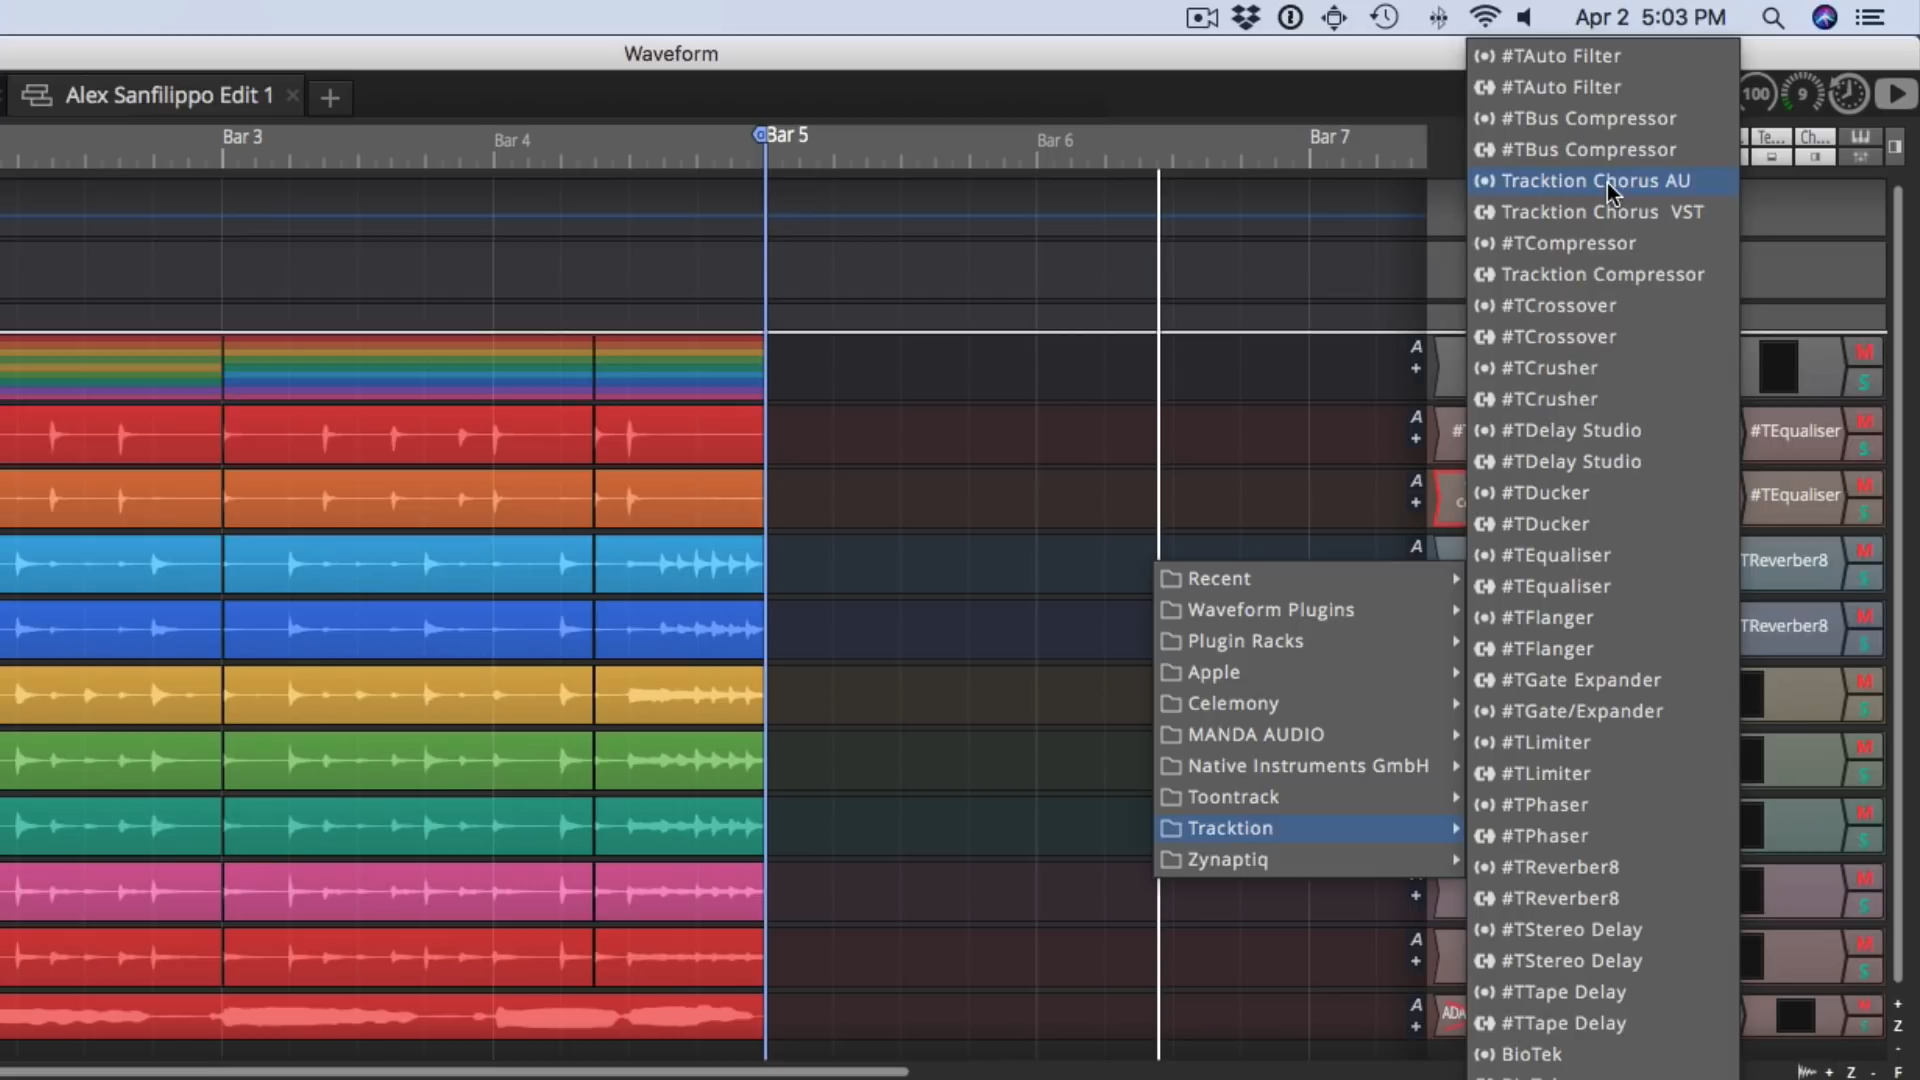 Apr 2 5:03 PM
Waveform
Alex Sanfilippo Edit 1
100
9
Bar 3
Bar 4
Bar 5
Bar 6
Bar 7
Te...
Ch...
#TAuto Filter
#TAuto Filter
#TBus Compressor
#TBus Compressor
Tracktion Chorus AU
Tracktion Chorus VST
#TCompressor
Tracktion Compressor
#TCrossover
#TCrossover
#TCrusher
#TCrusher
#TDelay Studio
#TDelay Studio
#TDucker
#TDucker
#TEqualiser
#TEqualiser
#TFlanger
#TFlanger
#TGate Expander
#TGate/Expander
#TLimiter
#TLimiter
#TPhaser
#TPhaser
#TReverber8
#TReverber8
#TStereo Delay
#TStereo Delay
#TTape Delay
#TTape Delay
BioTek
Recent
Waveform Plugins
Plugin Racks
Apple
Celemony
MANDA AUDIO
Native Instruments GmbH
Toontrack
Tracktion
Zynaptiq
A
M
S
A
#T
#TEqualiser
M
S
A
#TEqualiser
M
S
A
TReverber8
M
S
TReverber8
M
S
M
S
M
S
M
S
M
S
A
M
S
A
ADA
M
S
+
Z
-
+ Z - F